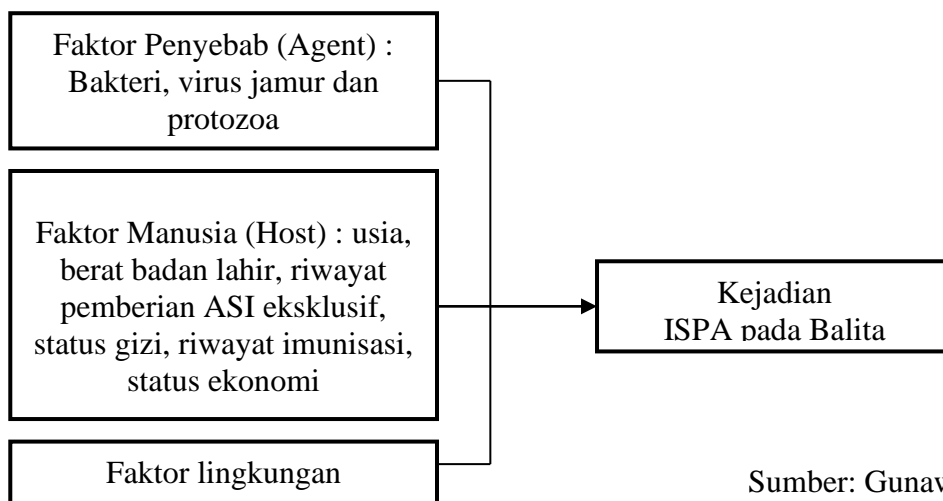 Faktor Penyebab (Agent) :
Bakteri, virus jamur dan
protozoa
Faktor Manusia (Host) : usia,
berat badan lahir, riwayat
pemberian ASI eksklusif,
status gizi, riwayat imunisasi,
status ekonomi
Faktor lingkungan
Kejadian
ISPA pada Balita
Sumber: